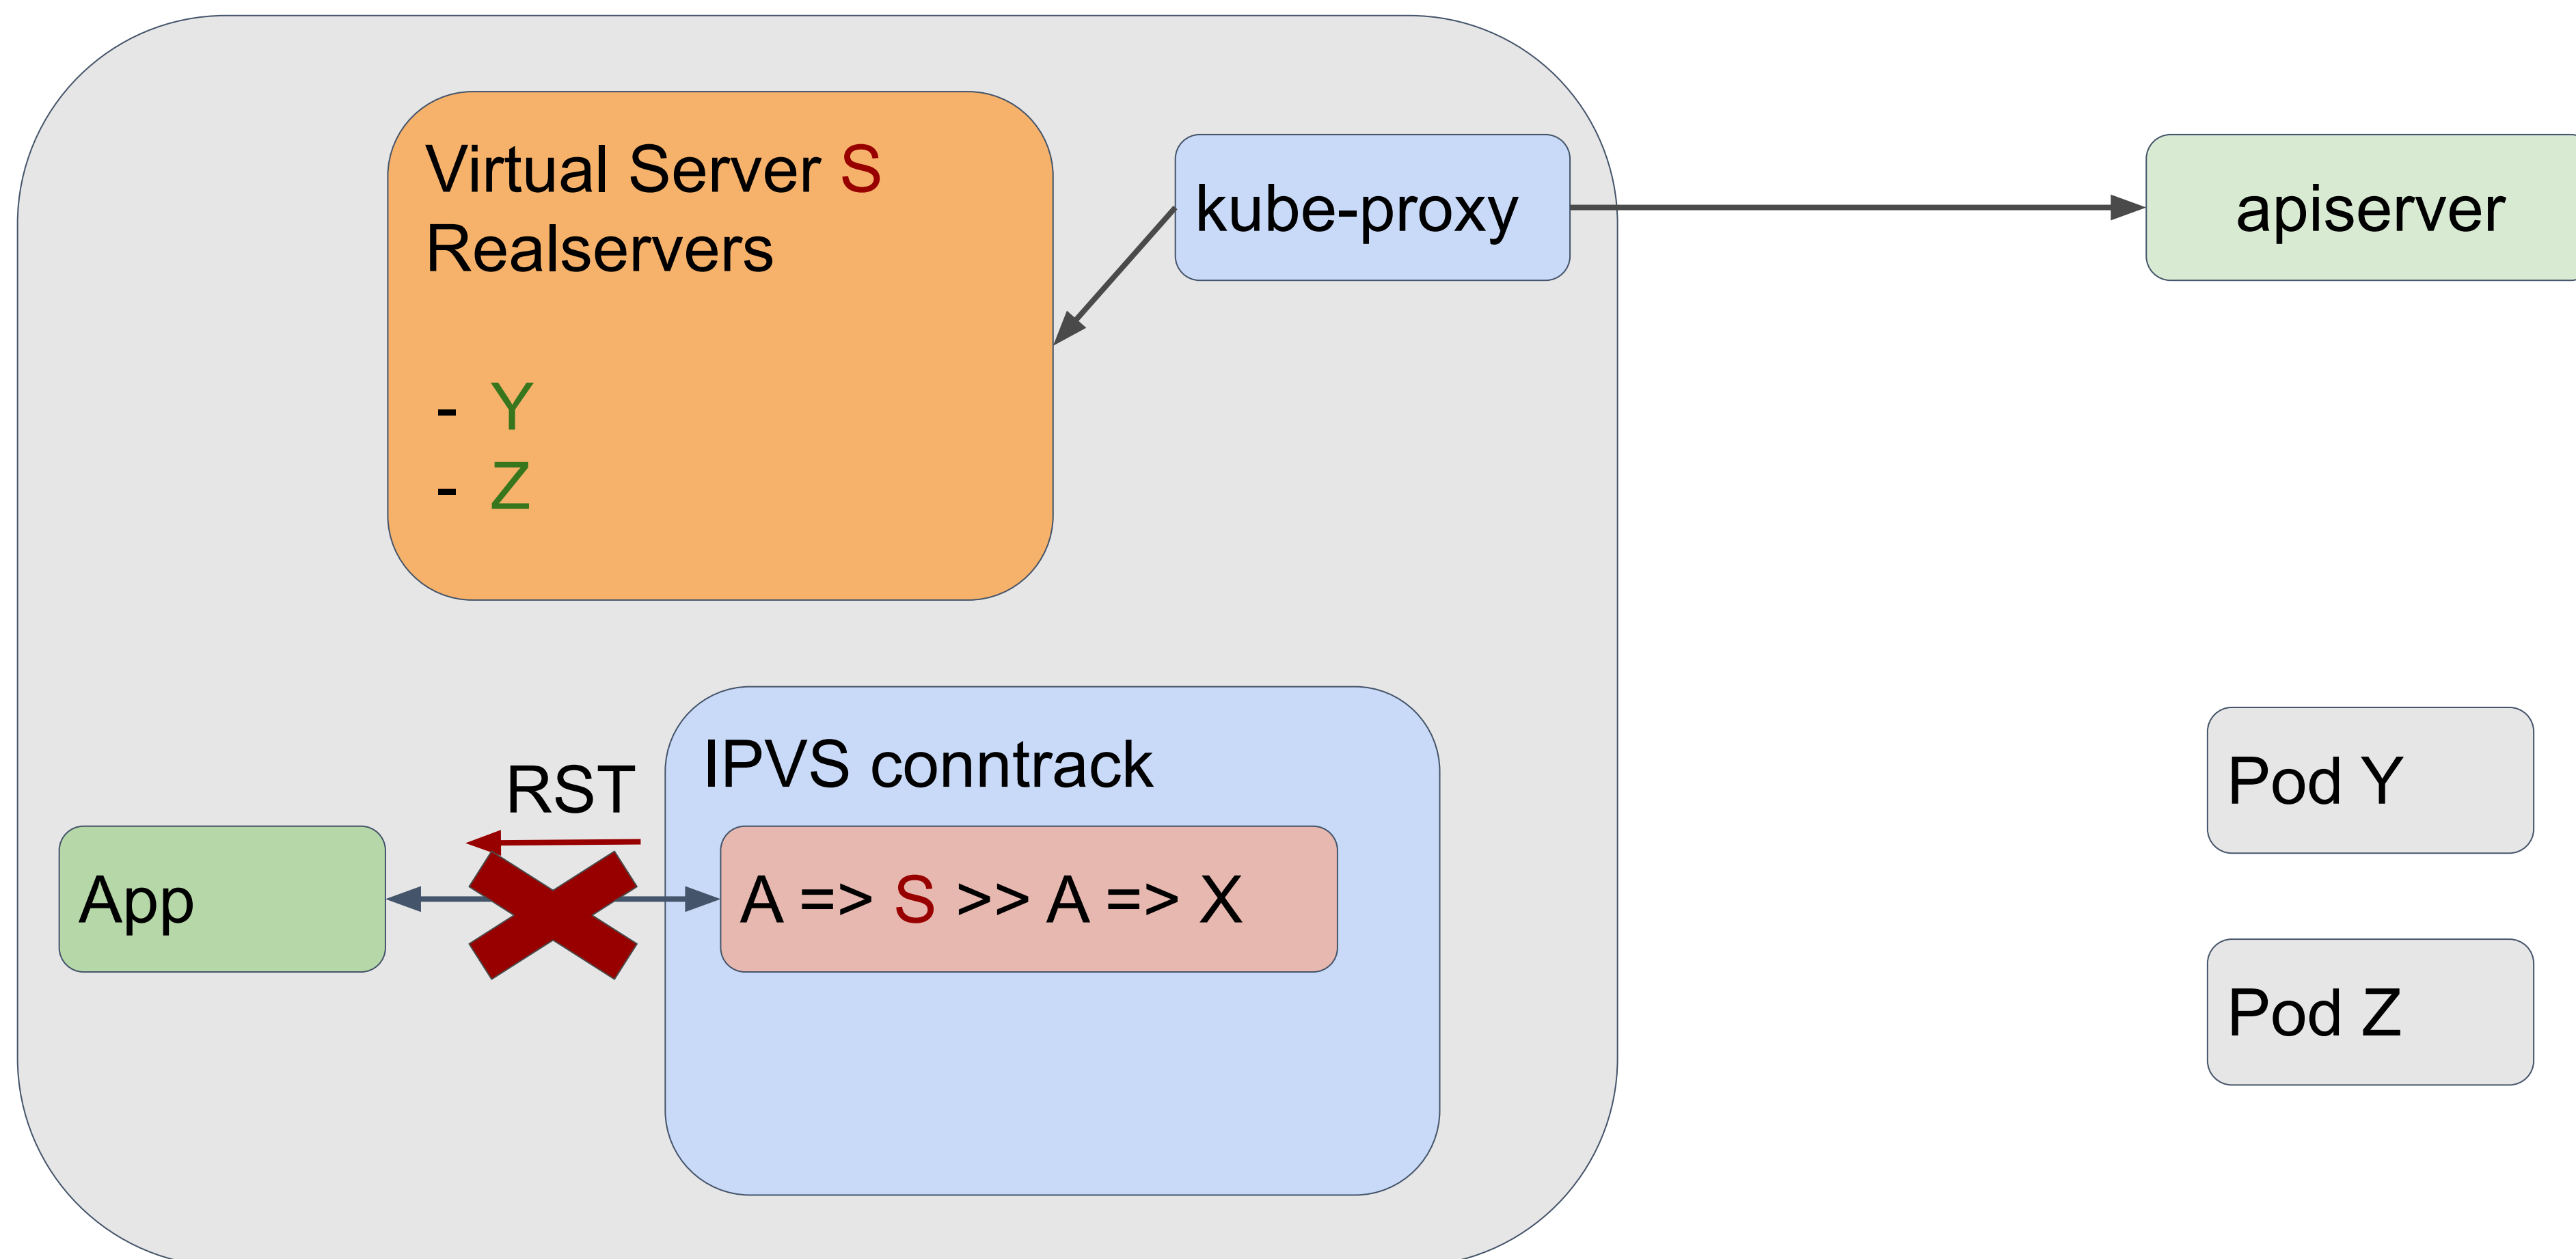 Virtual Server S
Realservers
- Y
- Z
kube-proxy
apiserver
IPVS conntrack
RST
App
A => S >> A => X
Pod Y
Pod Z